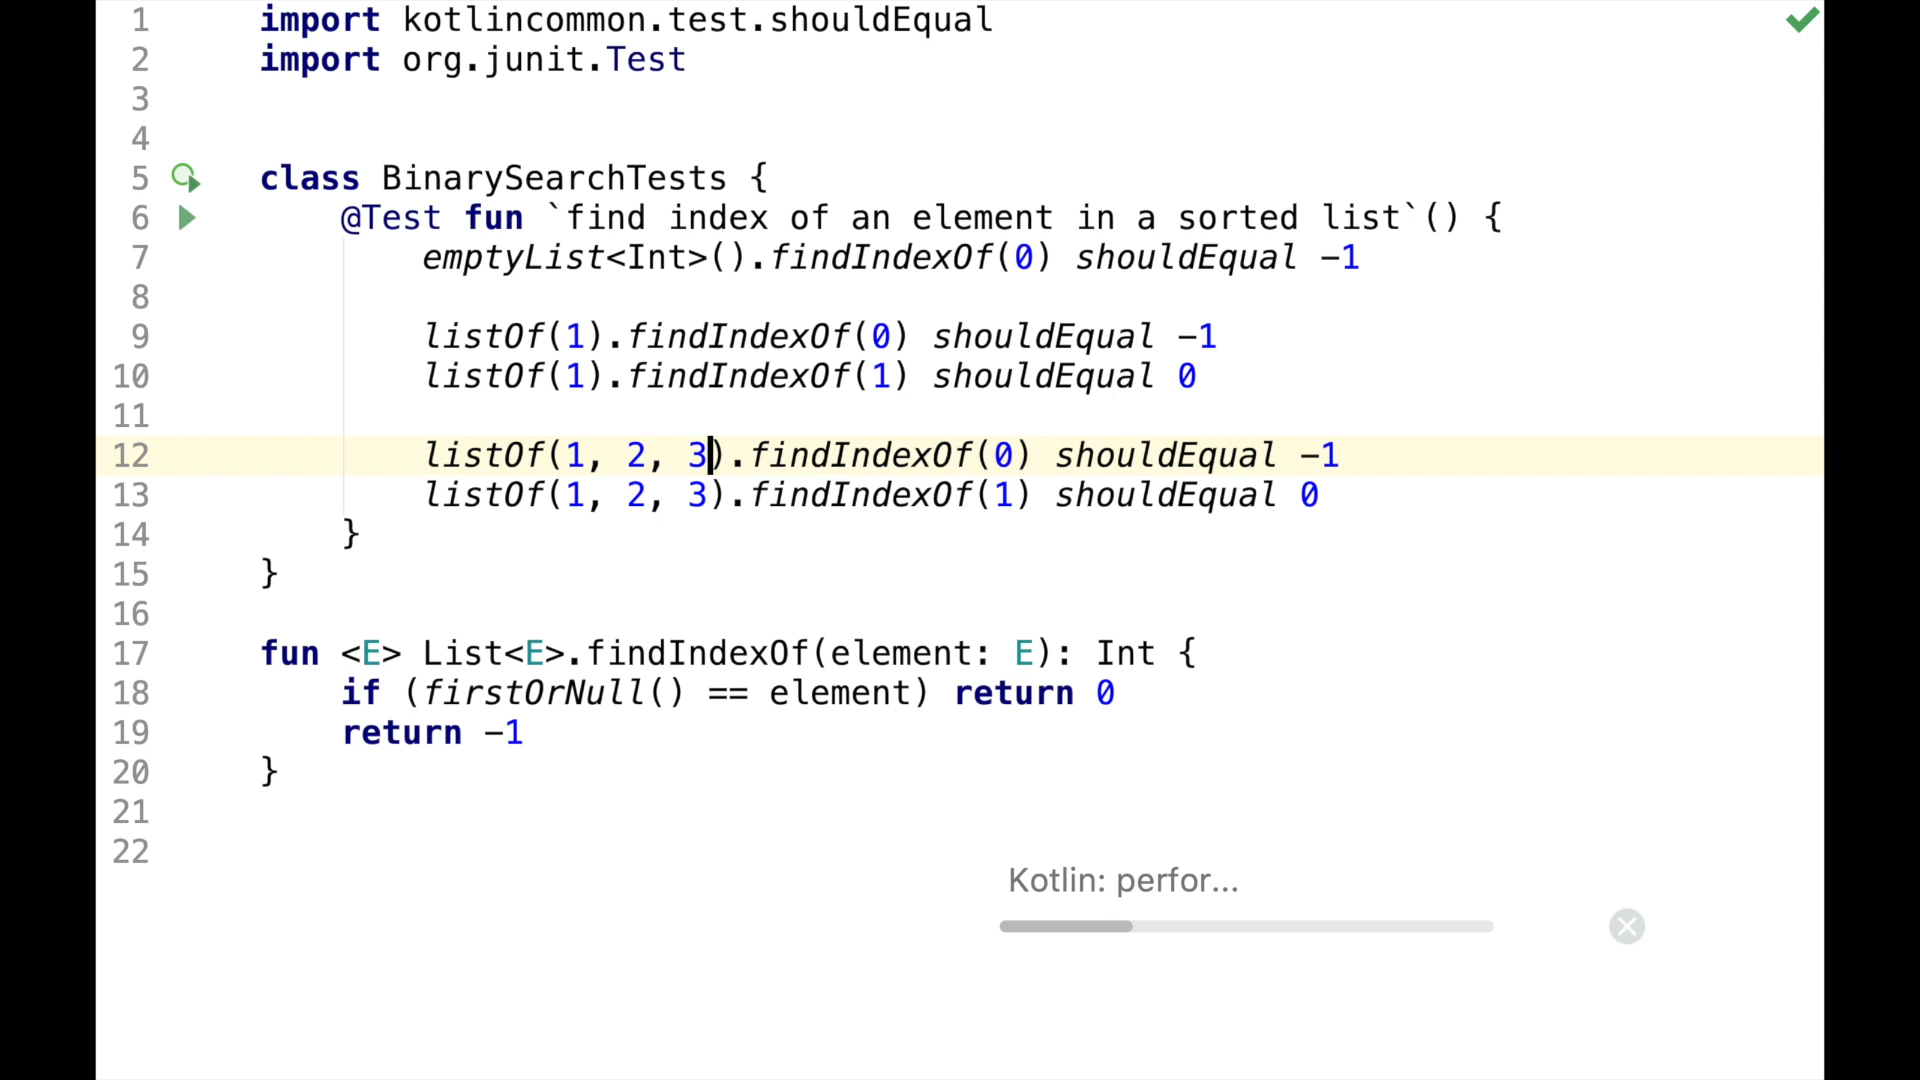 1 import kotlincommon.test.shouldEqual
2 import org.junit.Test
3
4
5 class BinarySearchTests {
6 @Test fun `find index of an element in a sorted list`() {
7 emptyList<Int>().findIndexOf(0) shouldEqual -1
8
9 listOf(1).findIndexOf(0) shouldEqual -1
10 listOf(1).findIndexOf(1) shouldEqual 0
11
12 listOf(1, 2, 3).findIndexOf(0) shouldEqual -1
13 listOf(1, 2, 3).findIndexOf(1) shouldEqual 0
14 }
15 }
16
17 fun <E> List<E>.findIndexOf(element: E): Int {
18 if (firstOrNull() == element) return 0
19 return -1
20 }
21
22
Kotlin: perfor...